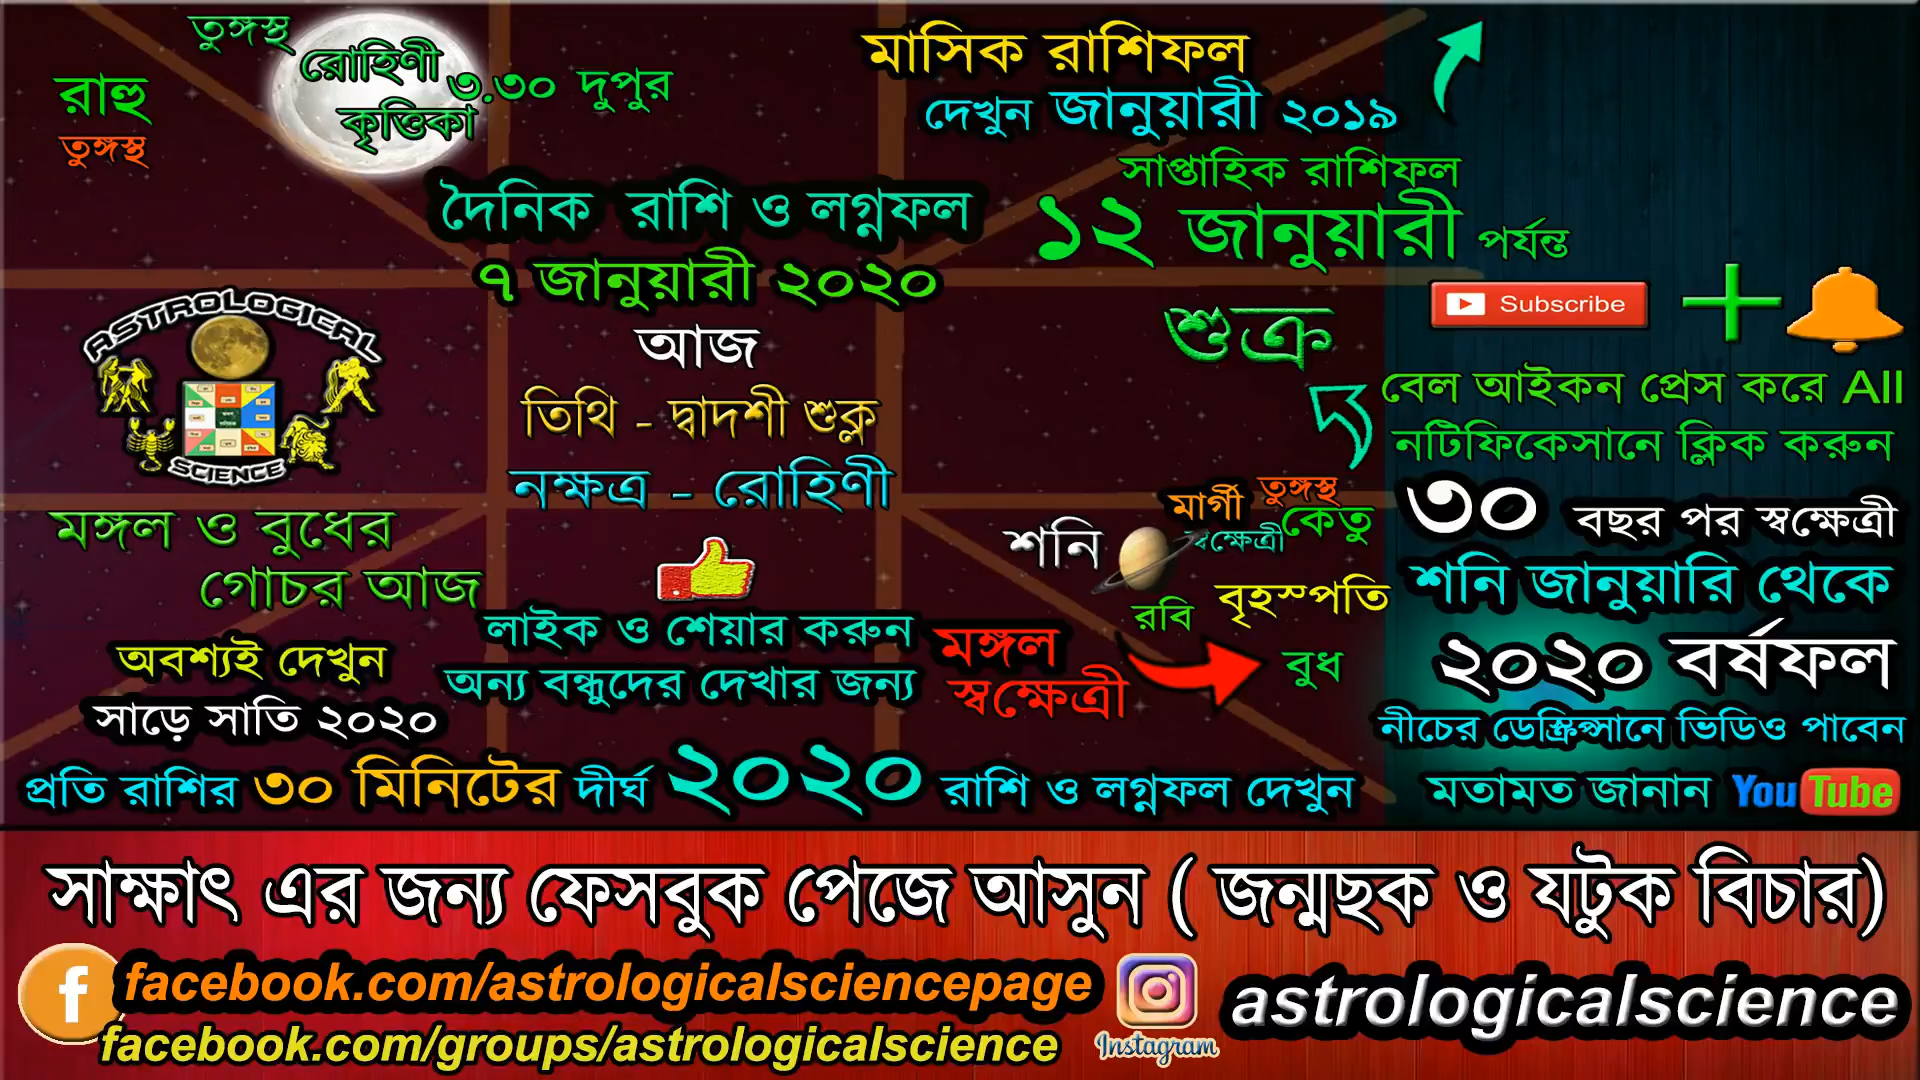 তুঙ্গস্থ
রোহিণী
৩.৩০ দুপুর
কৃত্তিকা
রাহু
তুঙ্গস্থ
মাসিক রাশিফল
দেখুন জানুয়ারী ২০১৯
সাপ্তাহিক রাশিফল
১২ জানুয়ারী পর্যন্ত
দৈনিক রাশি ও লগ্নফল
৭ জানুয়ারী ২০২০
আজ
তিথি - দ্বাদশী শুক্ল
নক্ষত্র - রোহিণী
ASTROLOGICAL
SCIENCE
শুক্র
Subscribe
বেল আইকন প্রেস করে All
নটিফিকেসানে ক্লিক করুন
মঙ্গল ও বুধের
গোচর আজ
অবশ্যই দেখুন
সাড়ে সাতি ২০২০
লাইক ও শেয়ার করুন
অন্য বন্ধুদের দেখার জন্য
মার্গী তুঙ্গস্থ
শনি স্বক্ষেত্রী কেতু
রবি বৃহস্পতি
মঙ্গল
স্বক্ষেত্রী
বুধ
৩০ বছর পর স্বক্ষেত্রী
শনি জানুয়ারি থেকে
২০২০ বর্ষফল
নীচের ডেস্ক্রিপ্সানে ভিডিও পাবেন
মতামত জানান YouTube
প্রতি রাশির ৩০ মিনিটের দীর্ঘ ২০২০ রাশি ও লগ্নফল দেখুন
সাক্ষাৎ এর জন্য ফেসবুক পেজে আসুন ( জন্মছক ও যটুক বিচার)
f facebook.com/astrologicalsciencepage
facebook.com/groups/astrologicalscience
Instagram
astrologicalscience